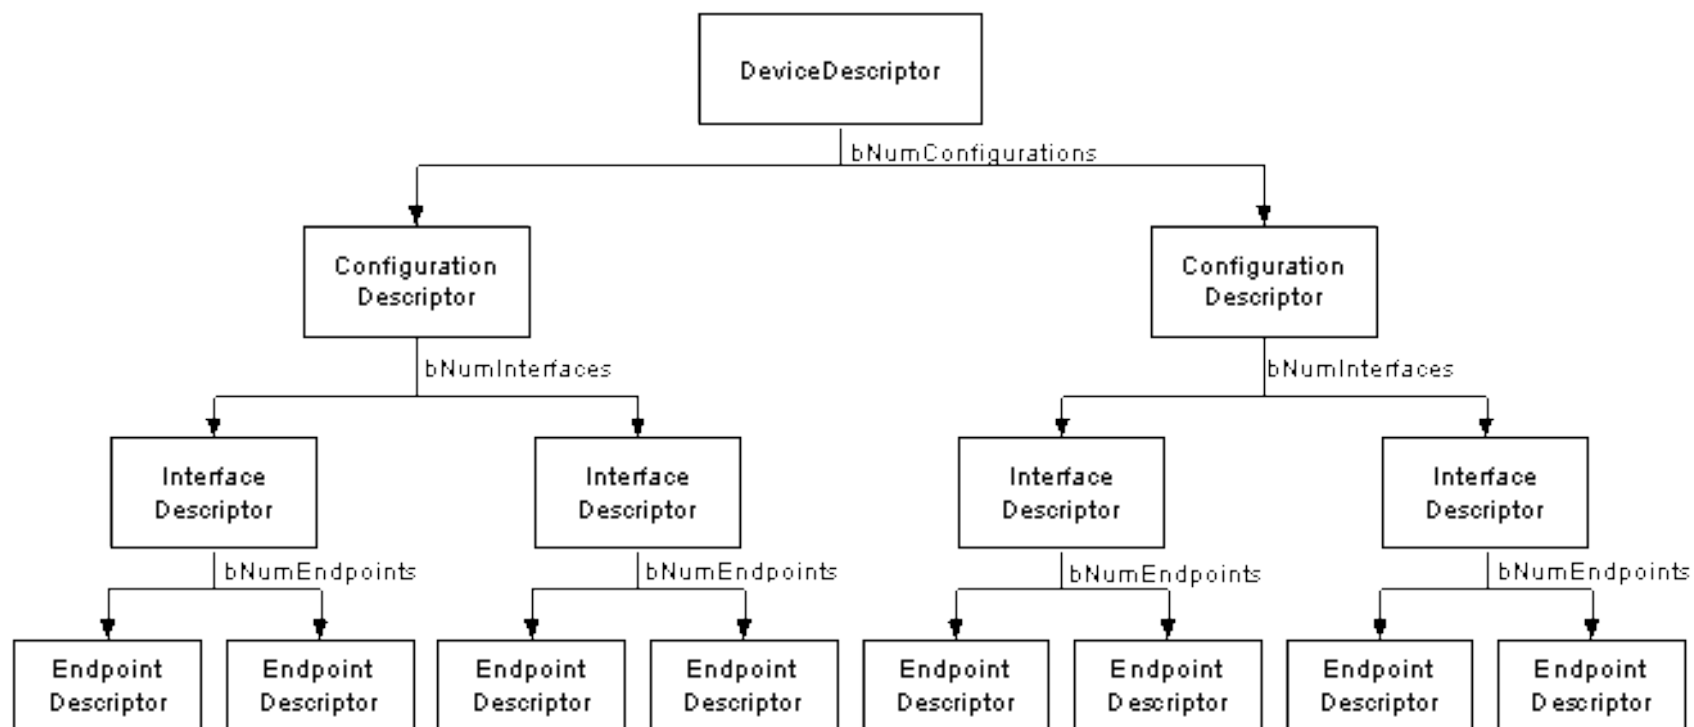 DeviceDescriptor
bNumConfigurations
Configuration
Descriptor
Configuration
Descriptor
bNumInterfaces
bNumInterfaces
Interface
Descriptor
Interface
Descriptor
Interface
Descriptor
Interface
Descriptor
bNumEndpoints
bNumEndpoints
bNumEndpoints
bNumEndpoints
Endpoint
Descriptor
Endpoint
Descriptor
Endpoint
Descriptor
Endpoint
Descriptor
Endpoint
Descriptor
Endpoint
Descriptor
Endpoint
Descriptor
Endpoint
Descriptor